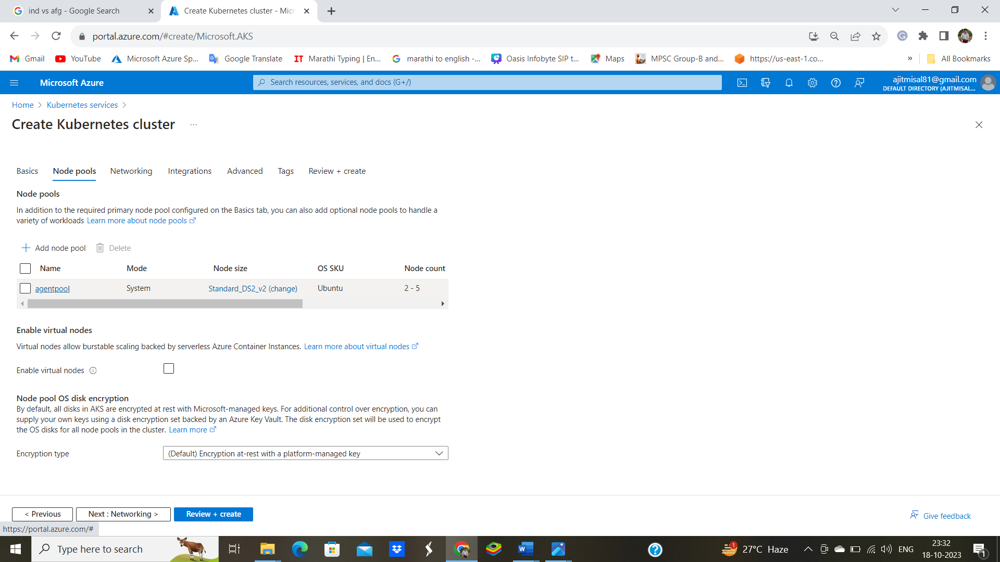 ind vs afg - Google Search
Create Kubernetes cluster - Micr
portal.azure.com/#create/Microsoft.AKS
Gmail YouTube Microsoft Azure Sp... Google Translate Marathi Typing | En... marathi to english -... Oasis Infobyte SIP t... Maps MPSC Group-B and... https://us-east-1.co... » All Bookmarks
Microsoft Azure
Search resources, services, and docs (G+/)
ajitmisal81@gmail.com
DEFAULT DIRECTORY (AJITMISAL...
Home > Kubernetes services >
Create Kubernetes cluster ...
Basics Node pools Networking Integrations Advanced Tags Review + create
Node pools
In addition to the required primary node pool configured on the Basics tab, you can also add optional node pools to handle a
variety of workloads Learn more about node pools
Add node pool Delete
Name Mode Node size OS SKU Node count
agentpool System Standard_DS2_v2 (change) Ubuntu 2 - 5
Enable virtual nodes
Virtual nodes allow burstable scaling backed by serverless Azure Container Instances. Learn more about virtual nodes
Enable virtual nodes
Node pool OS disk encryption
By default, all disks in AKS are encrypted at rest with Microsoft-managed keys. For additional control over encryption, you can
supply your own keys using a disk encryption set backed by an Azure Key Vault. The disk encryption set will be used to encrypt
the OS disks for all node pools in the cluster. Learn more
Encryption type (Default) Encryption at-rest with a platform-managed key
< Previous Next : Networking > Review + create
Give feedback
https://portal.azure.com/#
Type here to search
1 27°C Haze
ENG
23:32
18-10-2023
1